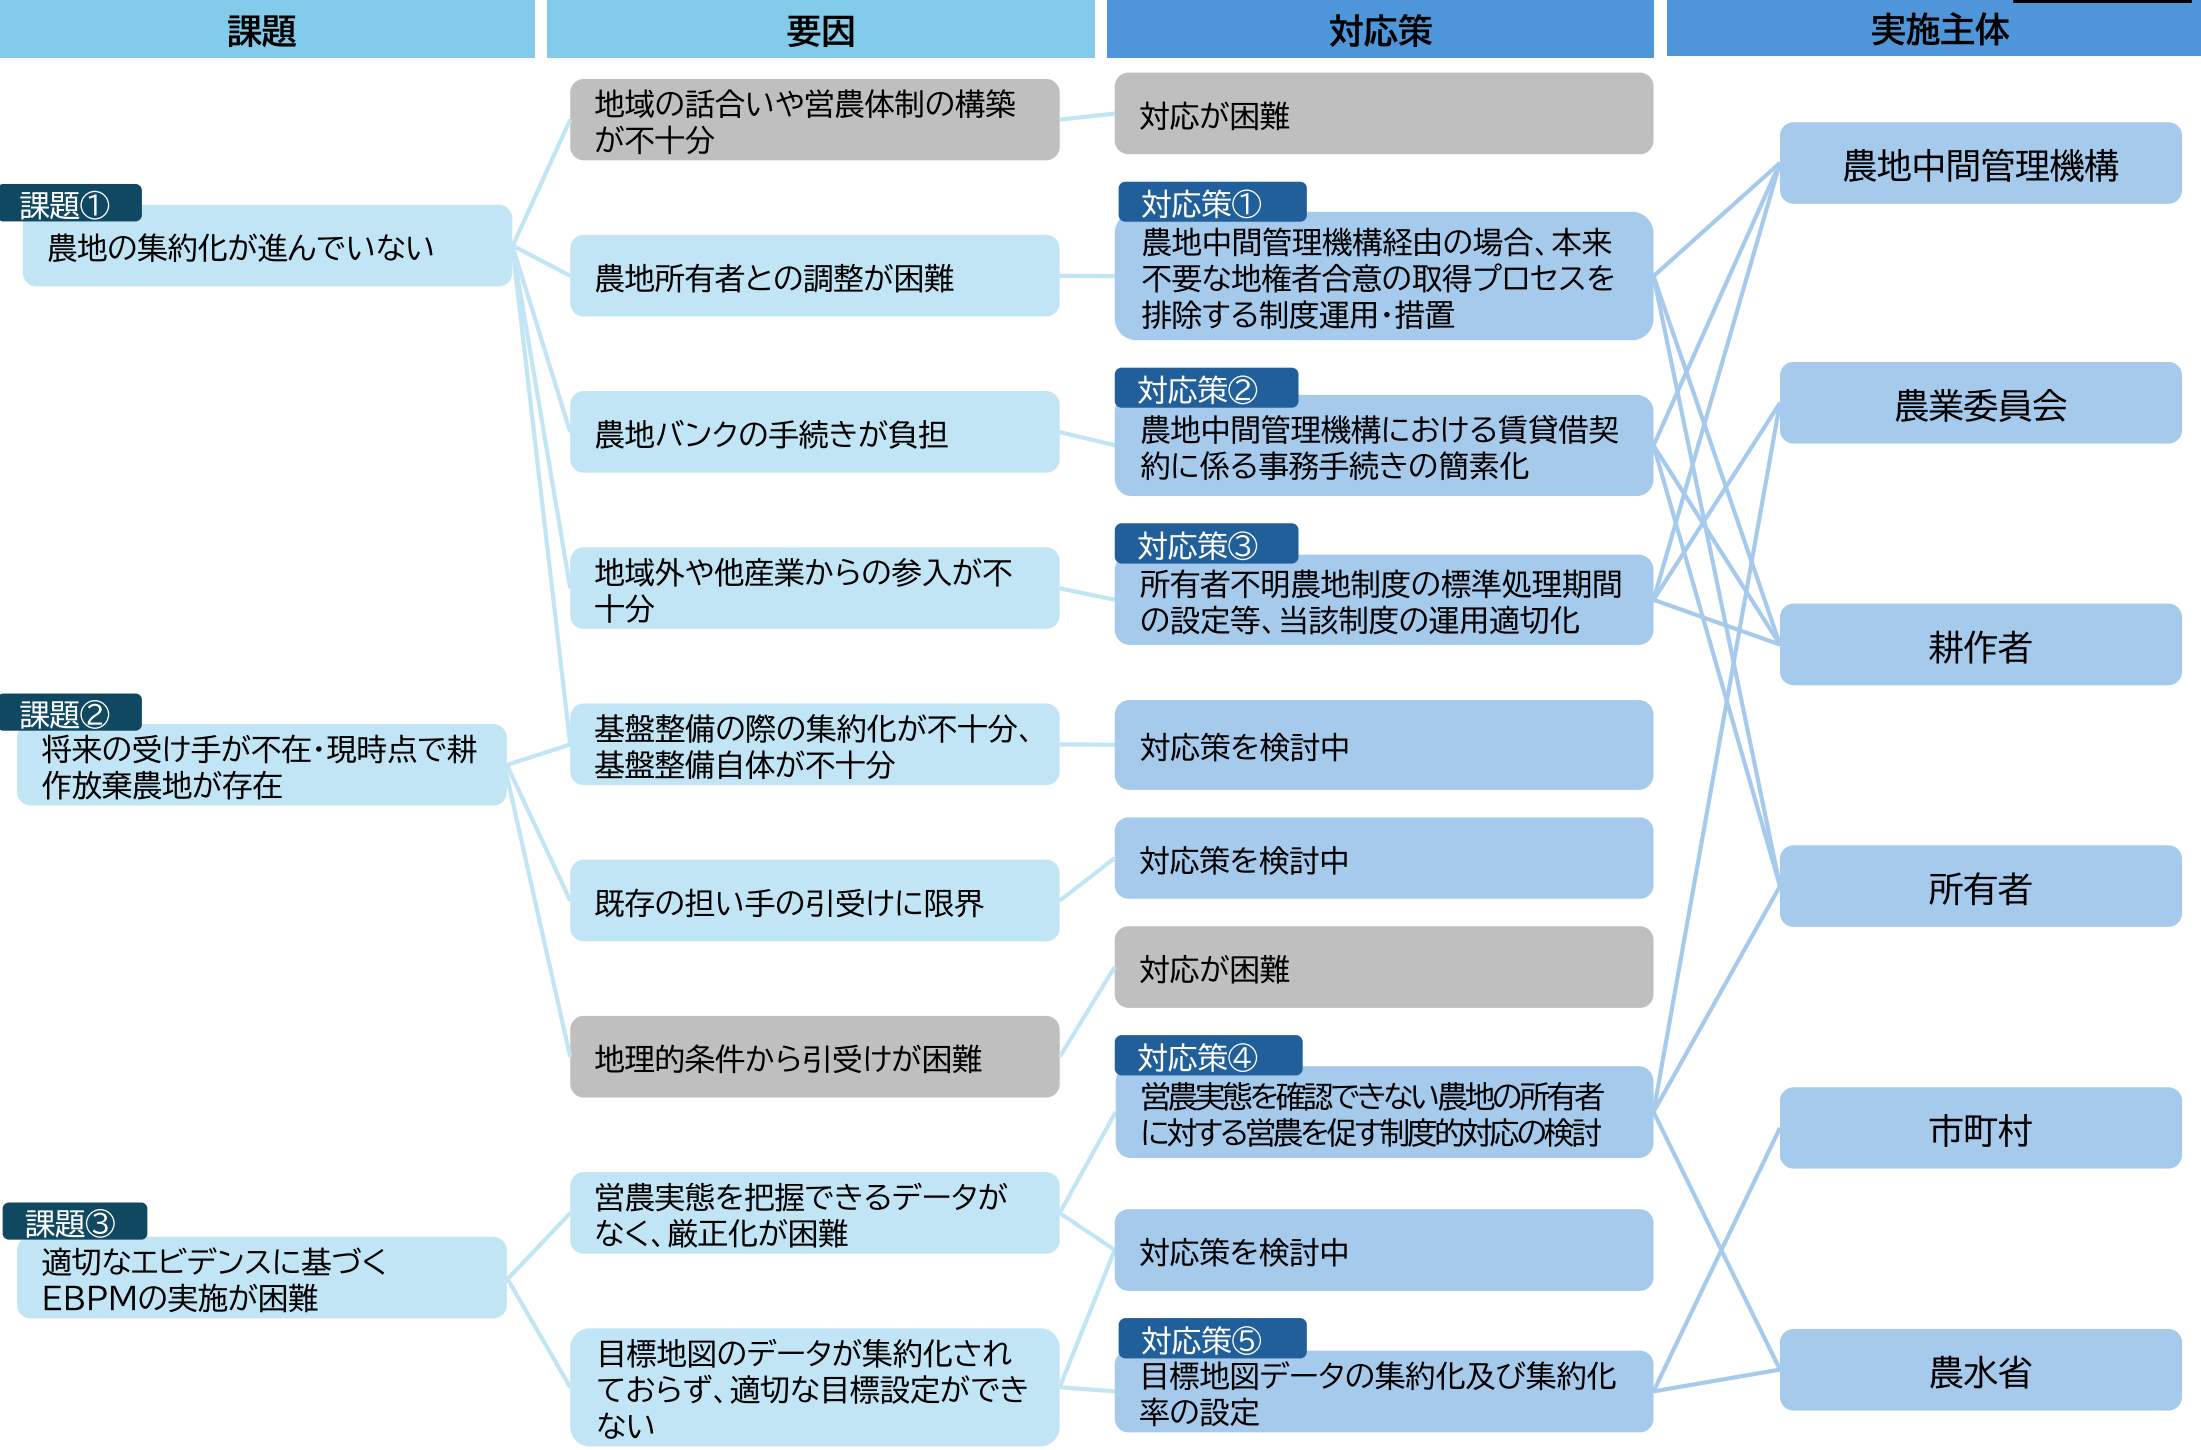 課題
要因
対応策
実施主体
課題①
農地の集約化が進んでいない
課題②
将来の受け手が不在・現時点で耕
作放棄農地が存在
課題③
適切なエビデンスに基づく
EBPMの実施が困難
地域の話合いや営農体制の構築
が不十分
農地所有者との調整が困難
農地バンクの手続きが負担
地域外や他産業からの参入が不
十分
基盤整備の際の集約化が不十分、
基盤整備自体が不十分
既存の担い手の引受けに限界
地理的条件から引受けが困難
営農実態を把握できるデータが
なく、厳正化が困難
目標地図のデータが集約化され
ておらず、適切な目標設定ができ
ない
対応が困難
対応策①
農地中間管理機構経由の場合、本来
不要な地権者合意の取得プロセスを
排除する制度運用・措置
対応策②
農地中間管理機構における賃貸借契
約に係る事務手続きの簡素化
対応策③
所有者不明農地制度の標準処理期間
の設定等、当該制度の運用適切化
対応策を検討中
対応策を検討中
対応が困難
対応策④
営農実態を確認できない農地の所有者
に対する営農を促す制度的対応の検討
対応策を検討中
対応策⑤
目標地図データの集約化及び集約化
率の設定
農地中間管理機構
農業委員会
耕作者
所有者
市町村
農水省